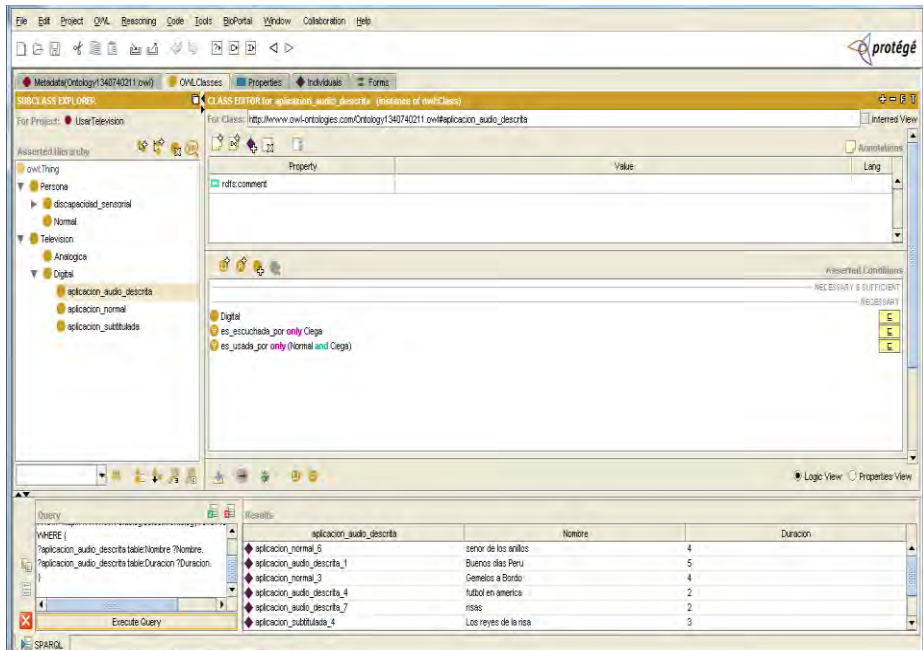 File Edit Project OWL Reasoning Code Tools BioPortal Window Collaboration Help
protégé
Metadata(Ontology1340740211.owl) OWLClasses Properties Individuals Forms
SUBCLASS EXPLORER
CLASS EDITOR for aplicacion_audio_descrita (instance of owl:Class)
For Project: UserTelevision
For Class: http://www.owl-ontologies.com/Ontology1340740211.owl#aplicacion_audio_descrita
Inferred View
Asserted Hierarchy
Annotations
Property Value Lang
rdfs:comment
owl:Thing
Persona
discapacidad_sensorial
Normal
Television
Analogica
Digital
aplicacion_audio_descrita
aplicacion_normal
aplicacion_subtitulada
Asserted Conditions
NECESSARY & SUFFICIENT
NECESSARY
Digital
es_escuchada_por only Ciega
es_usada_por only (Normal and Ciega)
Logic View Properties View
Query
WHERE {
?aplicacion_audio_descrita table:Nombre ?Nombre.
?aplicacion_audio_descrita table:Duracion ?Duracion.
}
Execute Query
SPARQL
Results
aplicacion_audio_descrita Nombre Duracion
aplicacion_normal_6 senor de los anillos 4
aplicacion_audio_descrita_1 Buenos dias Peru 5
aplicacion_normal_3 Gemelos a Bordo 4
aplicacion_audio_descrita_4 futbol en america 2
aplicacion_audio_descrita_7 risas 2
aplicacion_subtitulada_4 Los reyes de la risa 3